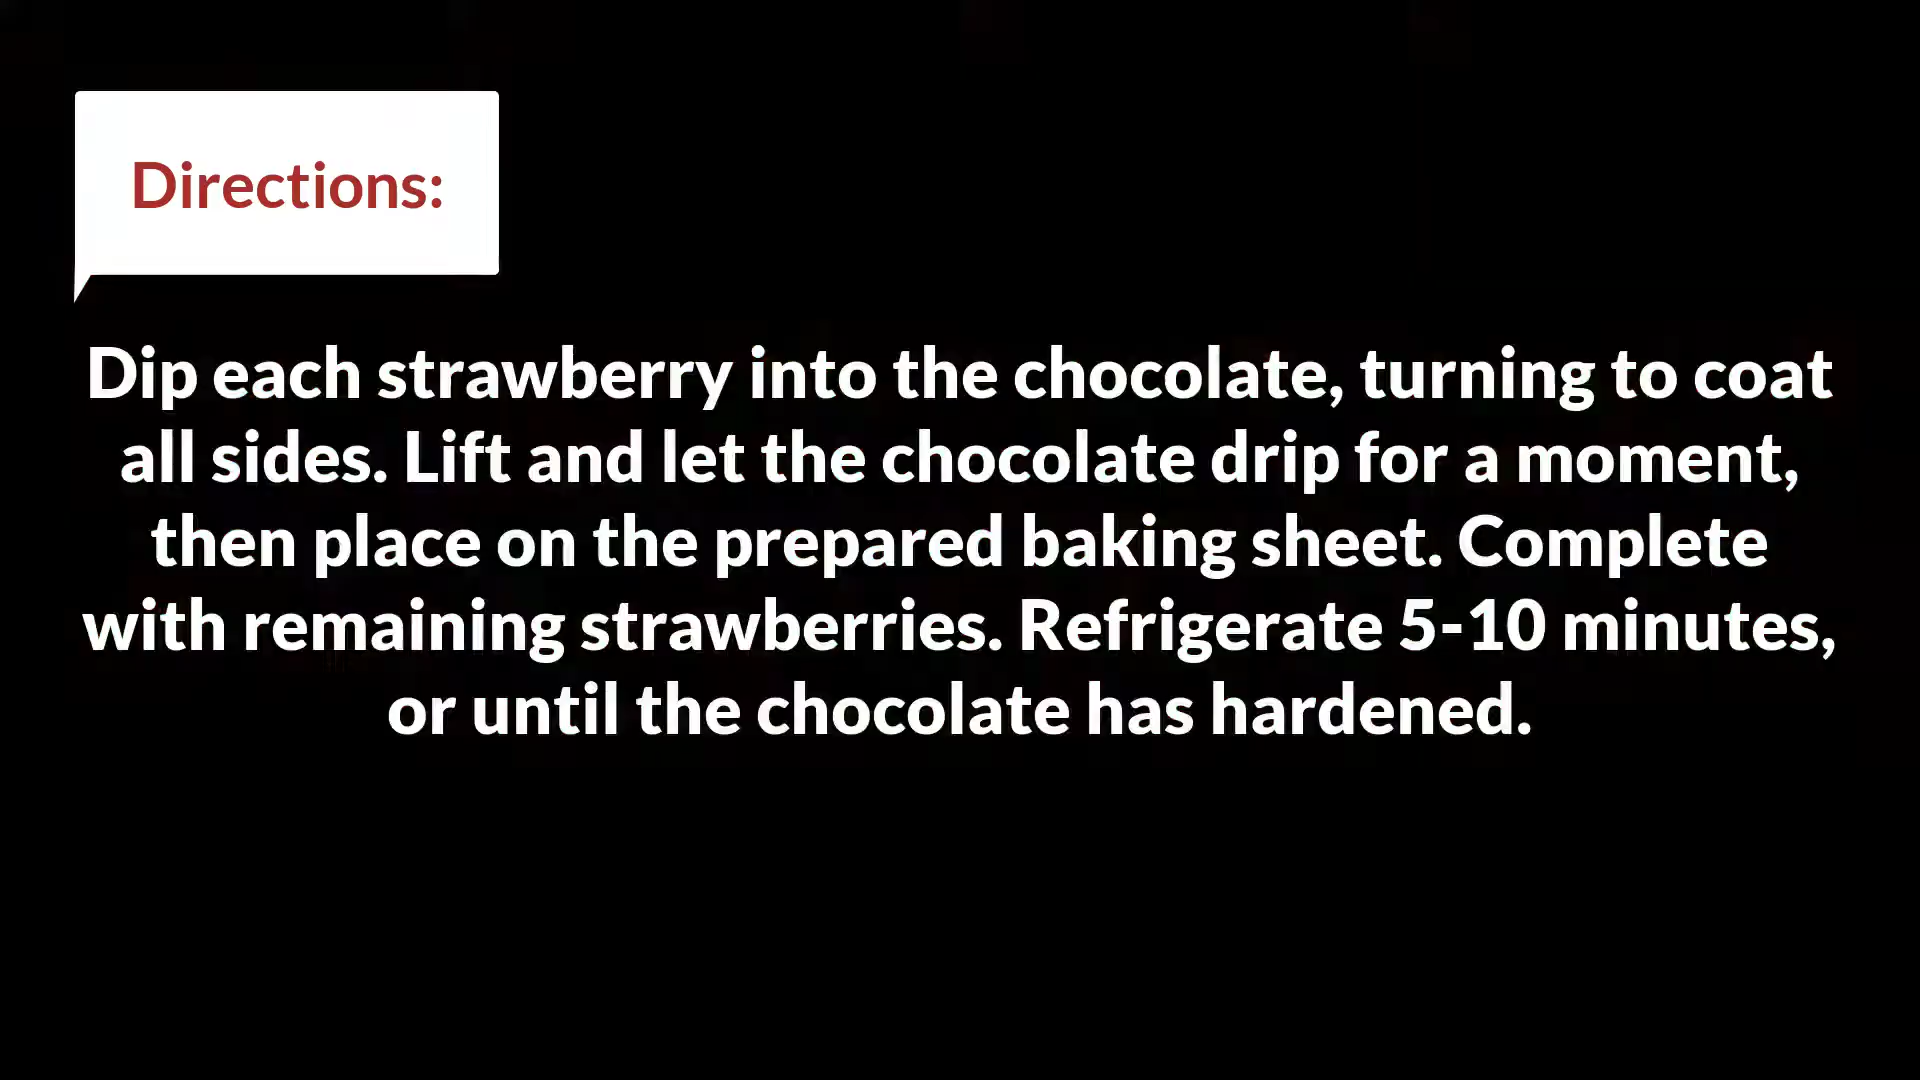 Directions:
Dip each strawberry into the chocolate, turning to coat
all sides. Lift and let the chocolate drip for a moment,
then place on the prepared baking sheet. Complete
with remaining strawberries. Refrigerate 5-10 minutes,
or until the chocolate has hardened.